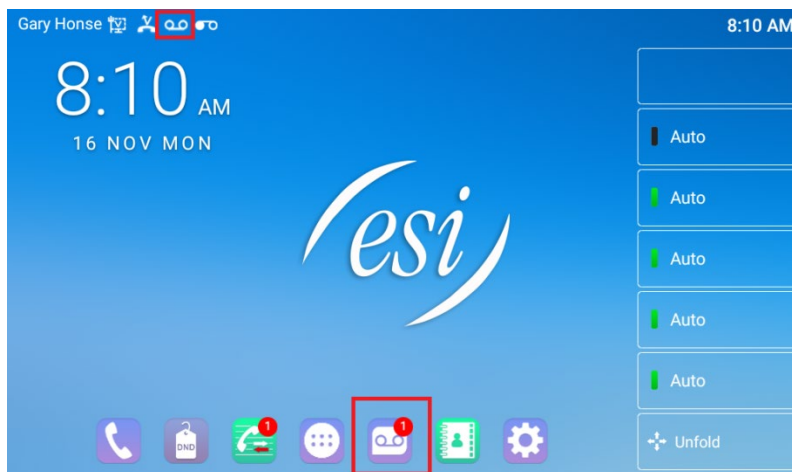 Gary Honse
8:10 AM
8:10 AM
16 NOV MON
esi
Auto
Auto
Auto
Auto
Auto
Unfold
DND
1
1